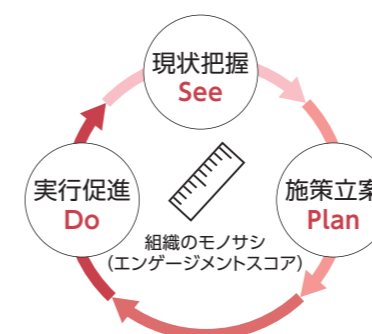 現状把握
See
実行促進
Do
施策立案
Plan
組織のモノサシ
(エンゲージメントスコア)